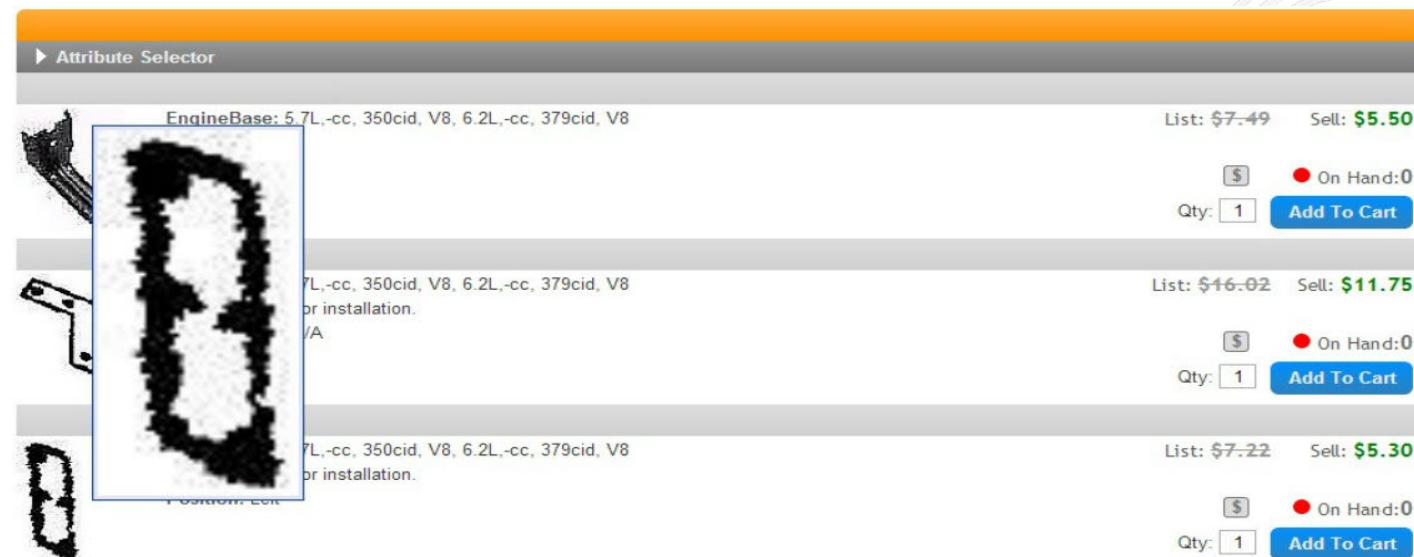 Attribute Selector
EngineBase: 5.7L,-cc, 350cid, V8, 6.2L,-cc, 379cid, V8
List: $7.49 Sell: $5.50
$ On Hand:0
Qty: 1 Add To Cart
7L,-cc, 350cid, V8, 6.2L,-cc, 379cid, V8
List: $16.02 Sell: $11.75
or installation.
/A
$ On Hand:0
Qty: 1 Add To Cart
7L,-cc, 350cid, V8, 6.2L,-cc, 379cid, V8
List: $7.22 Sell: $5.30
or installation.
$ On Hand:0
Qty: 1 Add To Cart